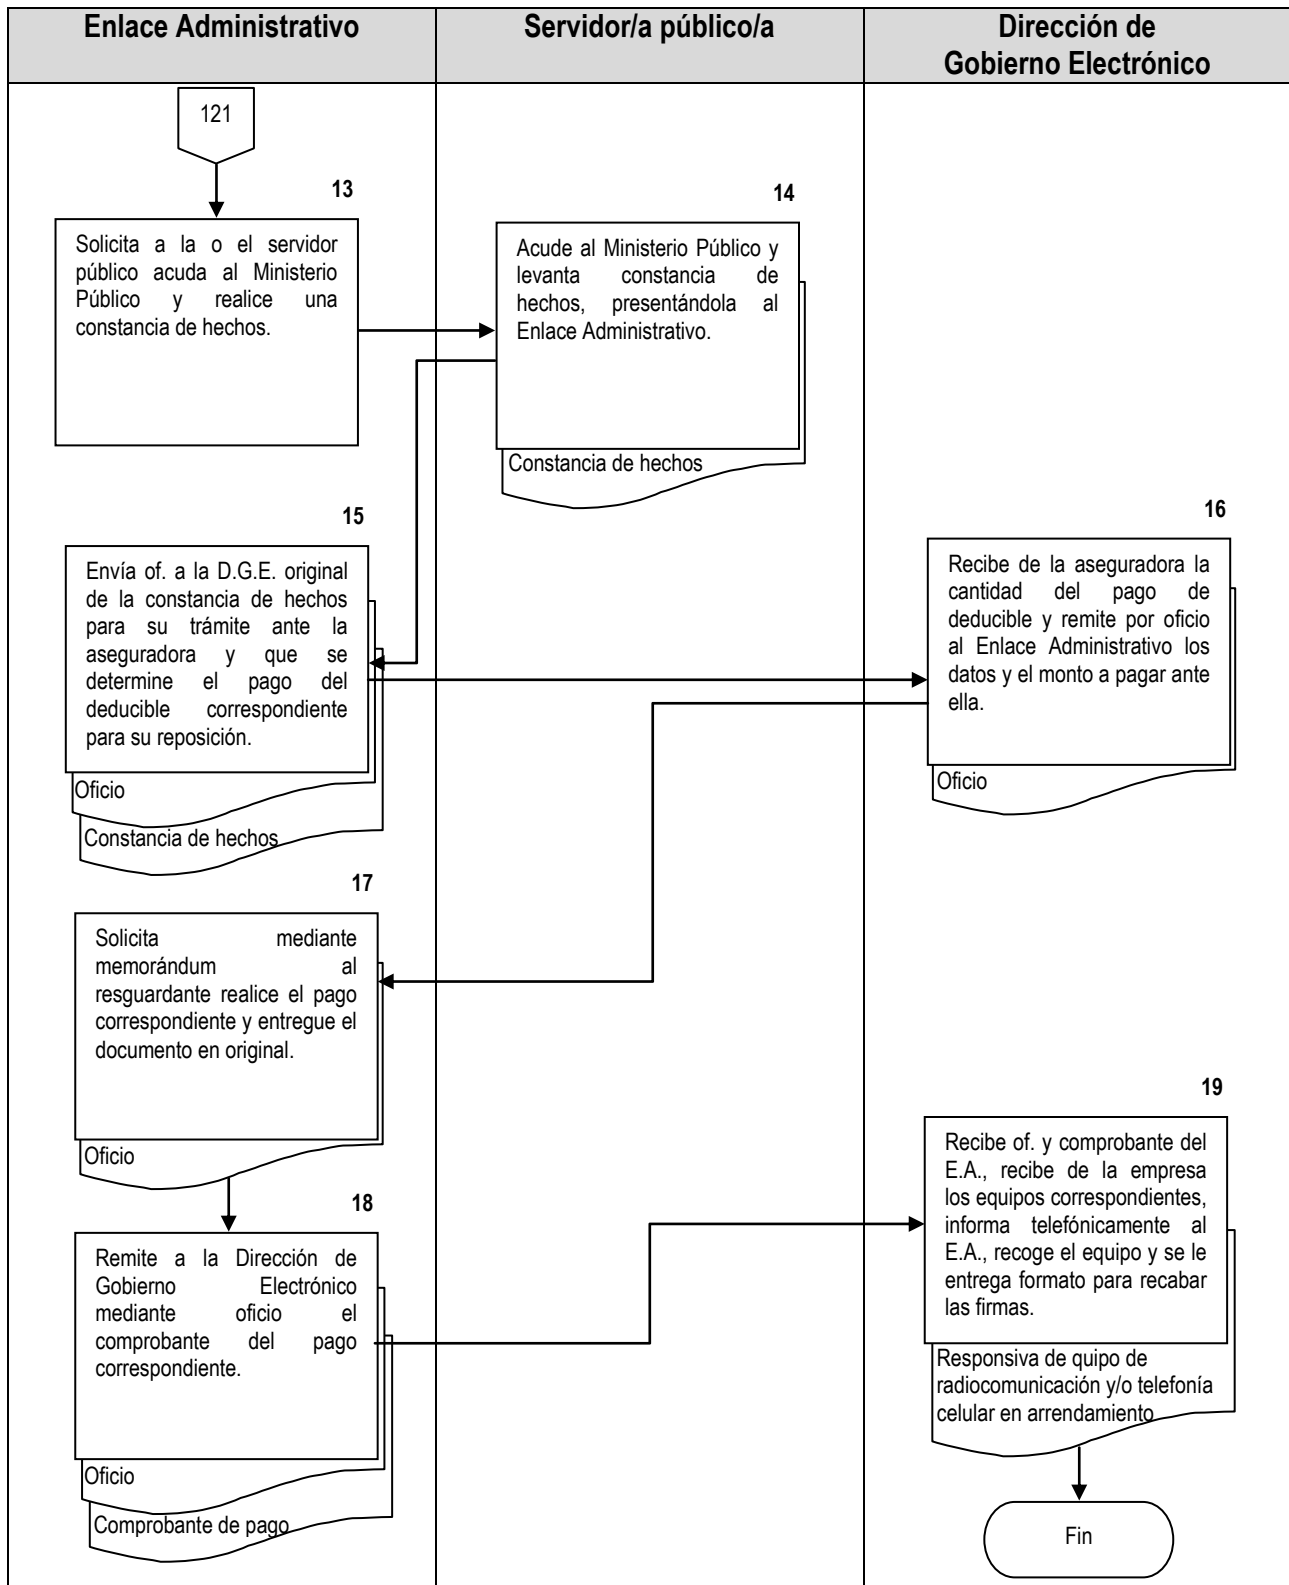 Enlace Administrativo
Servidor/a público/a
Dirección de
Gobierno Electrónico
121
13
Solicita a la o el servidor
público acuda al Ministerio
Público y realice una
constancia de hechos.
14
Acude al Ministerio Público y
levanta constancia de
hechos, presentándola al
Enlace Administrativo.
Constancia de hechos
15
Envía of. a la D.G.E. original
de la constancia de hechos
para su trámite ante la
aseguradora y que se
determine el pago del
deducible correspondiente
para su reposición.
Oficio
Constancia de hechos
16
Recibe de la aseguradora la
cantidad del pago de
deducible y remite por oficio
al Enlace Administrativo los
datos y el monto a pagar ante
ella.
Oficio
17
Solicita mediante
memorándum al
resguardante realice el pago
correspondiente y entregue el
documento en original.
Oficio
18
Remite a la Dirección de
Gobierno Electrónico
mediante oficio el
comprobante del pago
correspondiente.
Oficio
Comprobante de pago
19
Recibe of. y comprobante del
E.A., recibe de la empresa
los equipos correspondientes,
informa telefónicamente al
E.A., recoge el equipo y se le
entrega formato para recabar
las firmas.
Responsiva de quipo de
radiocomunicación y/o telefonía
celular en arrendamiento
Fin